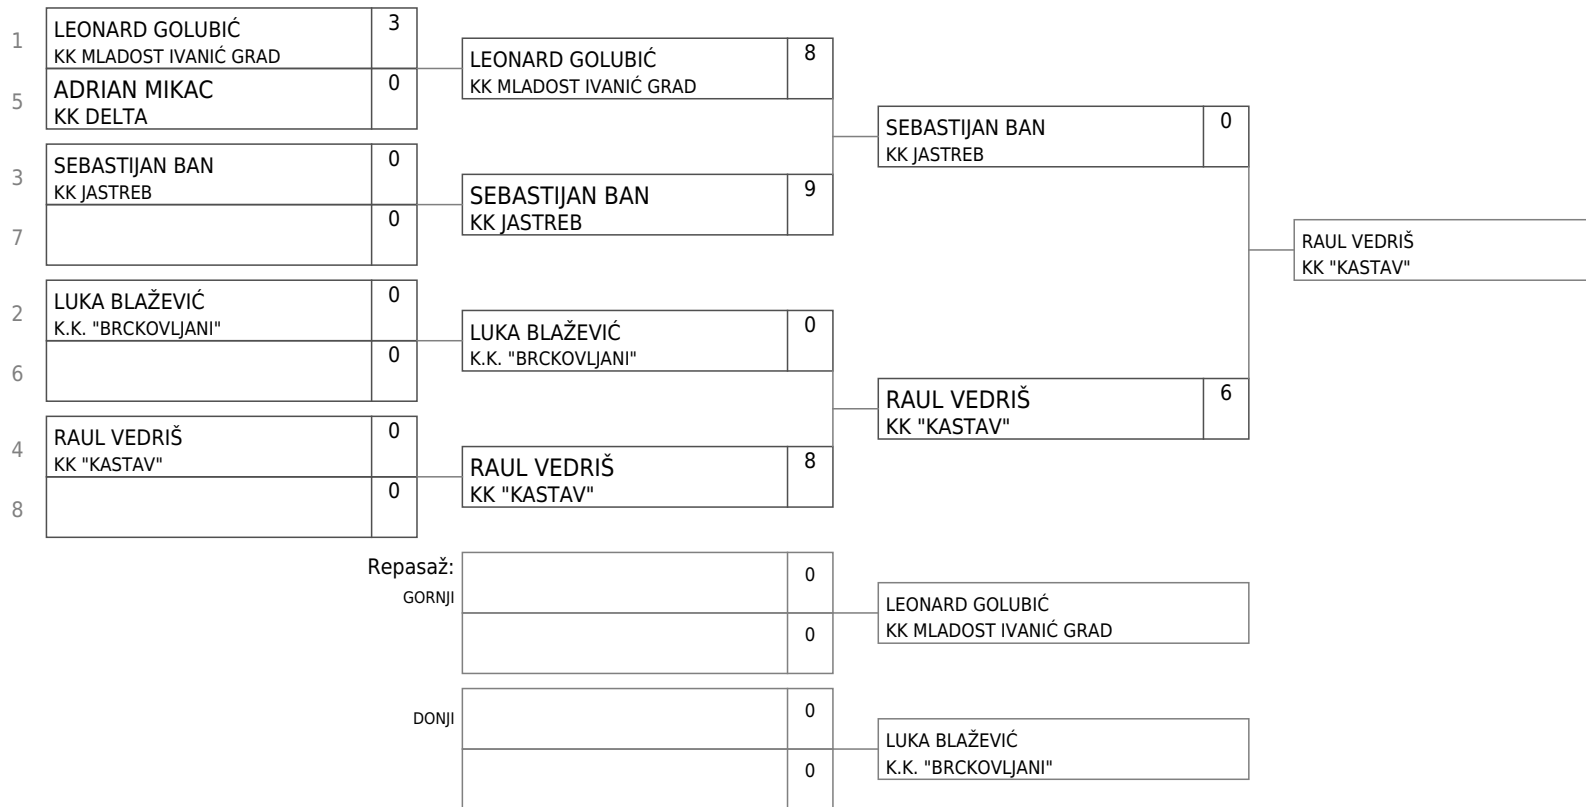 1
LEONARD GOLUBIĆ
3
KK MLADOST IVANIĆ GRAD
5
ADRIAN MIKAC
0
KK DELTA
3
SEBASTIJAN BAN
0
KK JASTREB
7
0
2
LUKA BLAŽEVIĆ
0
K.K. "BRCKOVLJANI"
6
0
4
RAUL VEDRIŠ
0
KK "KASTAV"
8
0
LEONARD GOLUBIĆ
8
KK MLADOST IVANIĆ GRAD
SEBASTIJAN BAN
9
KK JASTREB
LUKA BLAŽEVIĆ
0
K.K. "BRCKOVLJANI"
RAUL VEDRIŠ
8
KK "KASTAV"
SEBASTIJAN BAN
0
KK JASTREB
RAUL VEDRIŠ
6
KK "KASTAV"
RAUL VEDRIŠ
KK "KASTAV"
Repasaž:
GORNJI
0
0
LEONARD GOLUBIĆ
KK MLADOST IVANIĆ GRAD
DONJI
0
0
LUKA BLAŽEVIĆ
K.K. "BRCKOVLJANI"